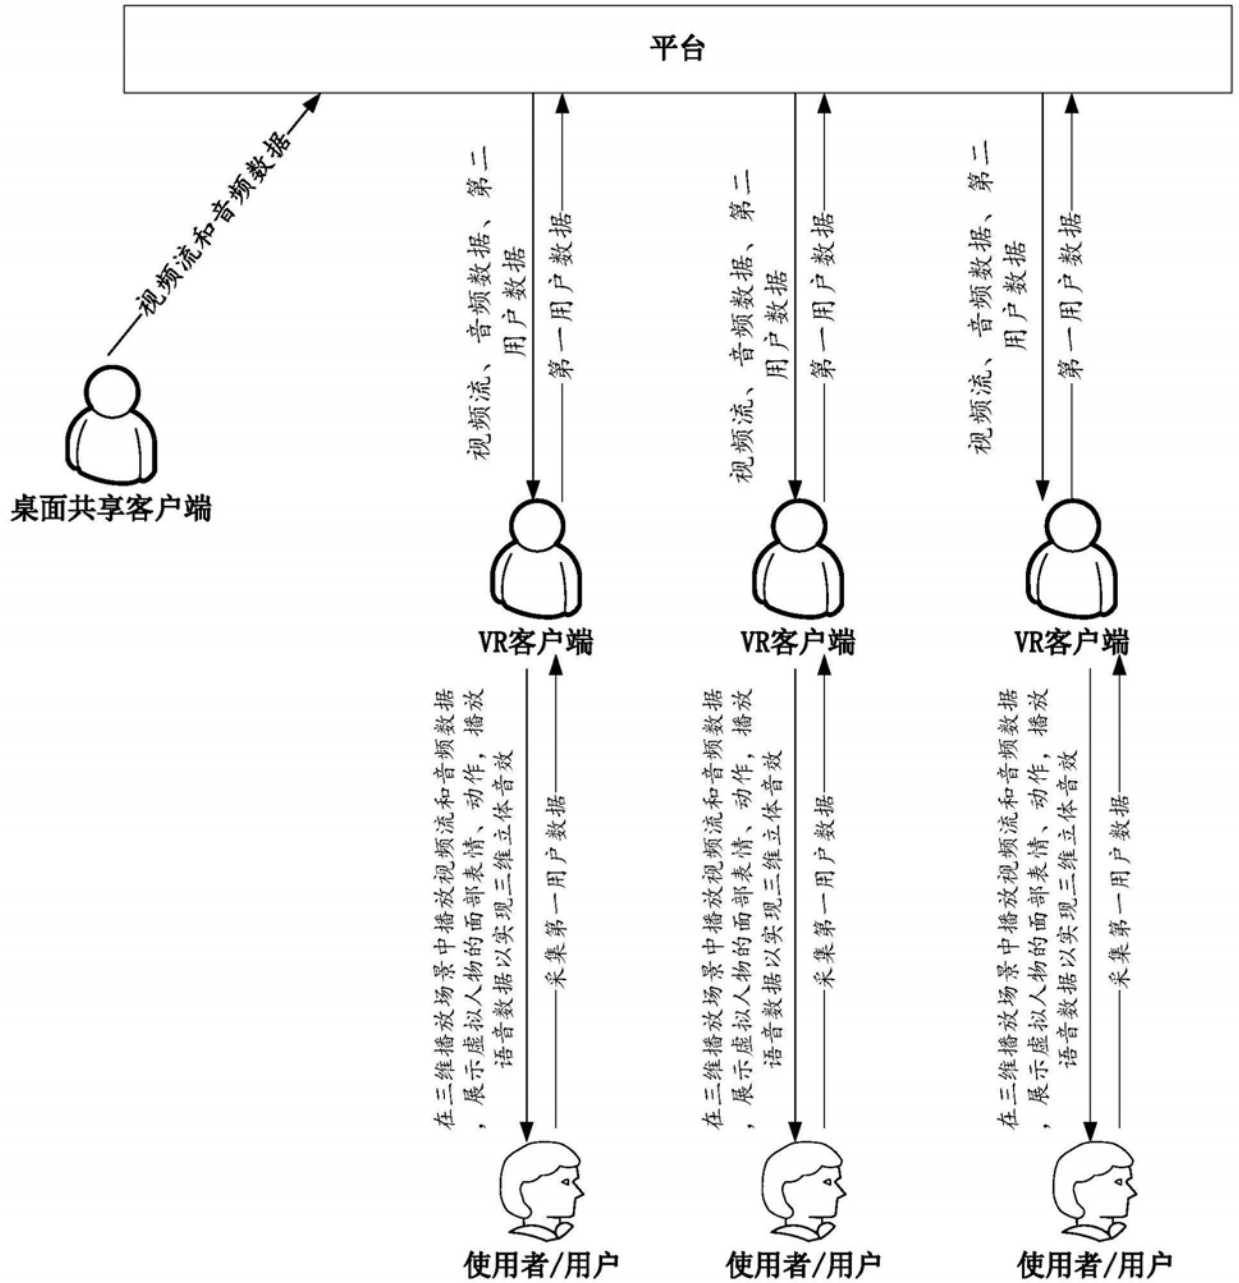 平台
视频流和音频数据
桌面共享客户端
视频流、音频数据、第二
用户数据
第一用户数据
视频流、音频数据、第二
用户数据
第一用户数据
视频流、音频数据、第二
用户数据
第一用户数据
VR客户端
VR客户端
VR客户端
在三维播放场景中播放视频流和音频数据
，展示虚拟人物的面部表情、动作，播放
语音数据以实现三维立体音效
采集第一用户数据
在三维播放场景中播放视频流和音频数据
，展示虚拟人物的面部表情、动作，播放
语音数据以实现三维立体音效
采集第一用户数据
在三维播放场景中播放视频流和音频数据
，展示虚拟人物的面部表情、动作，播放
语音数据以实现三维立体音效
采集第一用户数据
使用者/用户
使用者/用户
使用者/用户